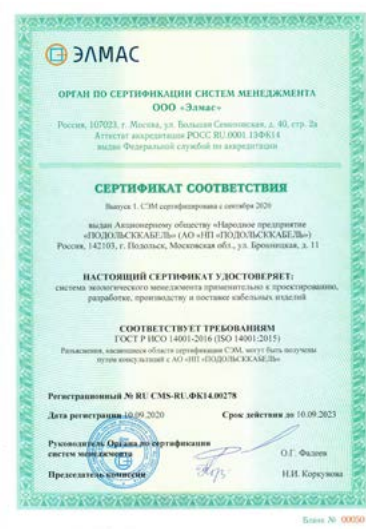 ЭЛМАС
ОРГАН ПО СЕРТИФИКАЦИИ СИСТЕМ МЕНЕДЖМЕНТА
ООО «Элмас»
Россия, 107023, г. Москва, ул. Большая Семеновская, д. 40, стр. 2а
Аттестат аккредитации РОСС RU.0001.13ФК14
выдан Федеральной службой по аккредитации
СЕРТИФИКАТ СООТВЕТСТВИЯ
Выпуск 1. СЭМ сертифицирована с сентября 2020
выдан Акционерному обществу «Народное предприятие
«ПОДОЛЬСККАБЕЛЬ» (АО «НП «ПОДОЛЬСККАБЕЛЬ»)
Россия, 142103, г. Подольск, Московская обл., ул. Бронницкая, д. 11
НАСТОЯЩИЙ СЕРТИФИКАТ УДОСТОВЕРЯЕТ:
система экологического менеджмента применительно к проектированию,
разработке, производству и поставке кабельных изделий
СООТВЕТСТВУЕТ ТРЕБОВАНИЯМ
ГОСТ Р ИСО 14001-2016 (ISO 14001:2015)
Разъяснения, касающиеся области сертификации СЭМ, могут быть получены
путем консультаций с АО «НП «ПОДОЛЬСККАБЕЛЬ»
Регистрационный № RU CMS-RU.ФК14.00278
Дата регистрации 10.09.2020 Срок действия до 10.09.2023
Руководитель Органа по сертификации
систем менеджмента О.Г. Фадеев
Председатель комиссии Н.И. Коркунова
Бланк № 00050